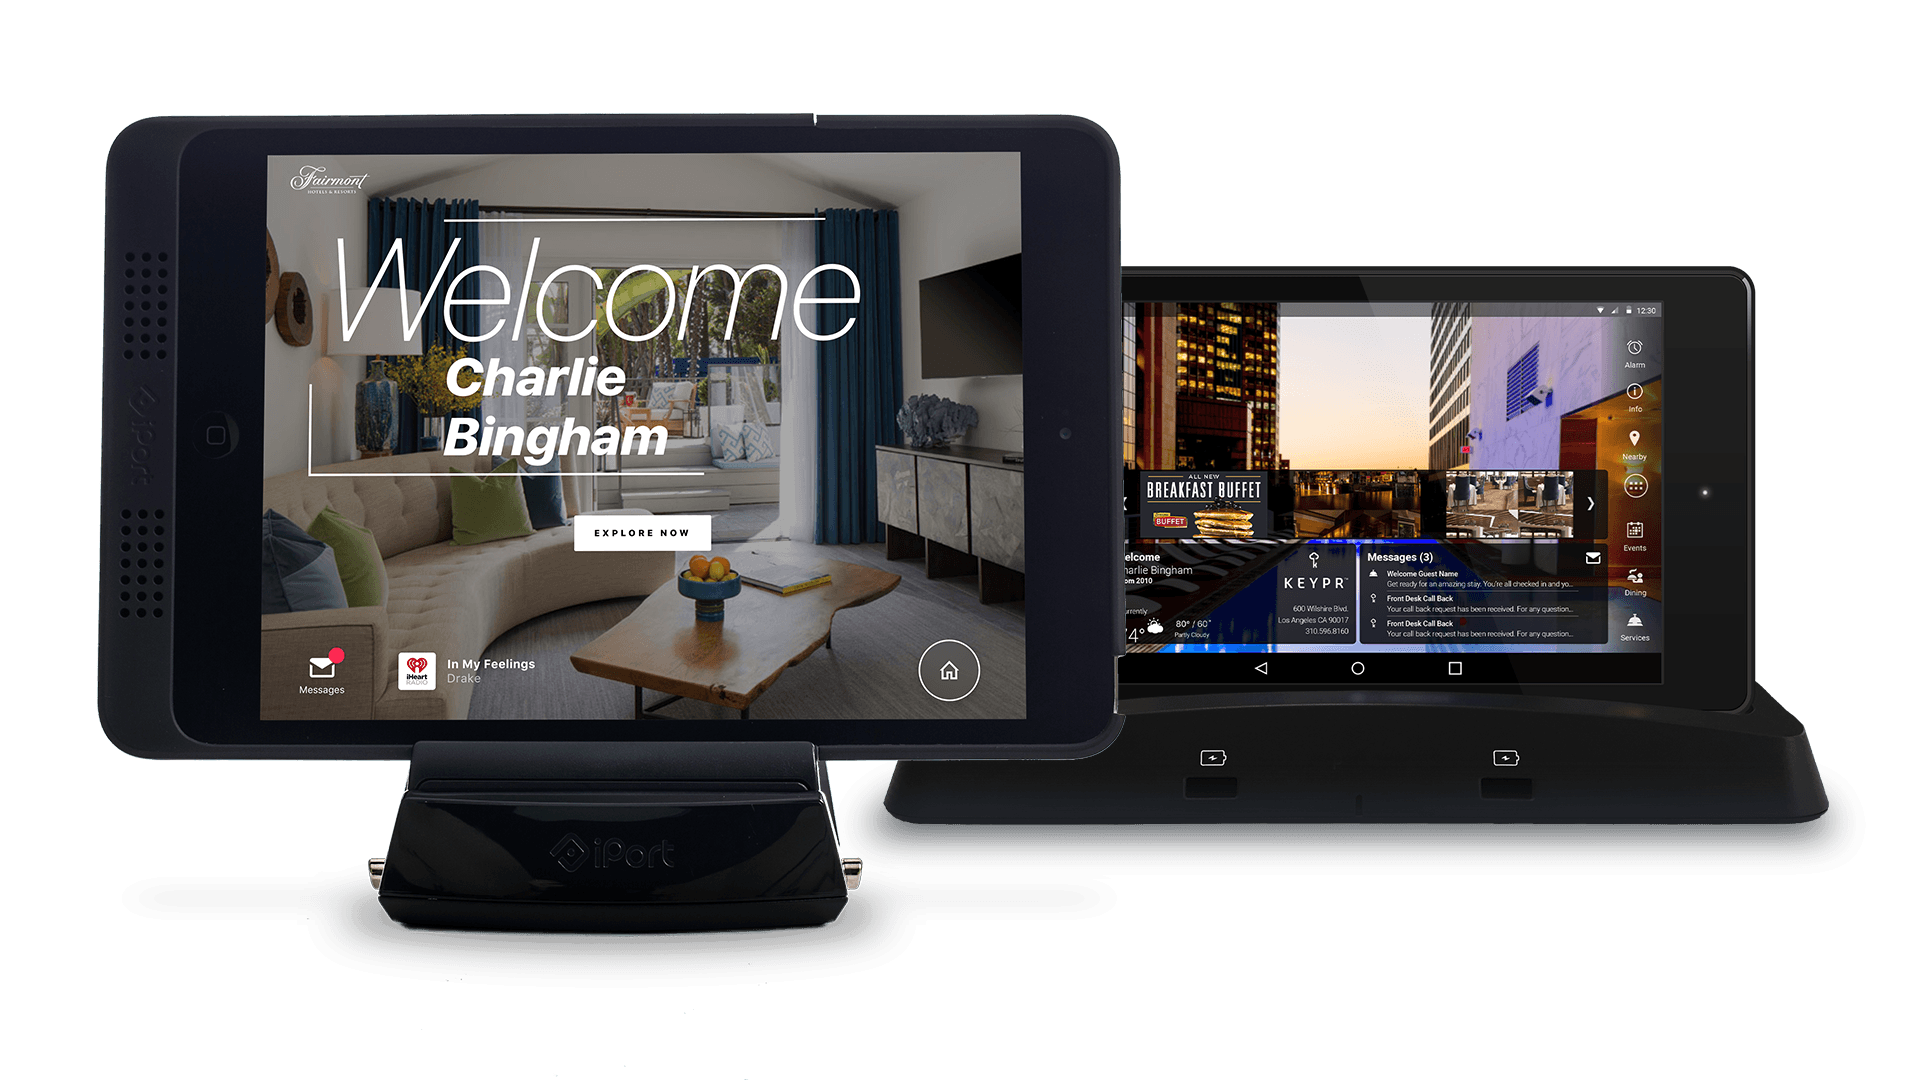 Fairmont
HOTELS & RESORTS
Welcome
Charlie
Bingham
EXPLORE NOW
Messages
iHeart
RADIO
In My Feelings
Drake
iPort
iPort
12:30
Alarm
Info
Nearby
Events
Dining
Services
ALL NEW
BREAKFAST BUFFET
BUFFET
elcome
harlie Bingham
om 2010
urrently
4°
80° / 60°
Partly Cloudy
KEYPR™
600 Wilshire Blvd.
Los Angeles CA 90017
310.596.8160
Messages (3)
Welcome Guest Name
Get ready for an amazing stay. You're all checked in and yo...
Front Desk Call Back
Your call back request has been received. For any question...
Front Desk Call Back
Your call back request has been received. For any question...